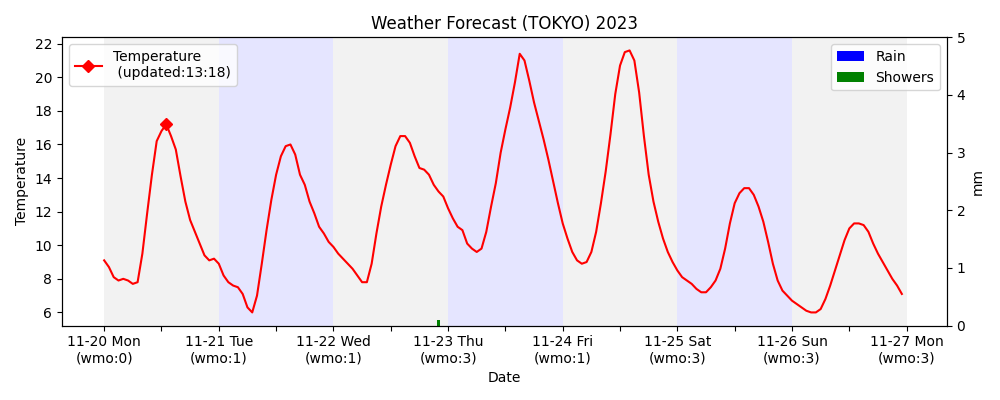 Weather Forecast (TOKYO) 2023
Temperature
(updated:13:18)
Rain
Showers
Temperature
22
20
18
16
14
12
10
8
6
5
4
3
2
1
0
mm
11-20 Mon
(wmo:0)
11-21 Tue
(wmo:1)
11-22 Wed
(wmo:1)
11-23 Thu
(wmo:3)
11-24 Fri
(wmo:1)
11-25 Sat
(wmo:3)
11-26 Sun
(wmo:3)
11-27 Mon
(wmo:3)
Date